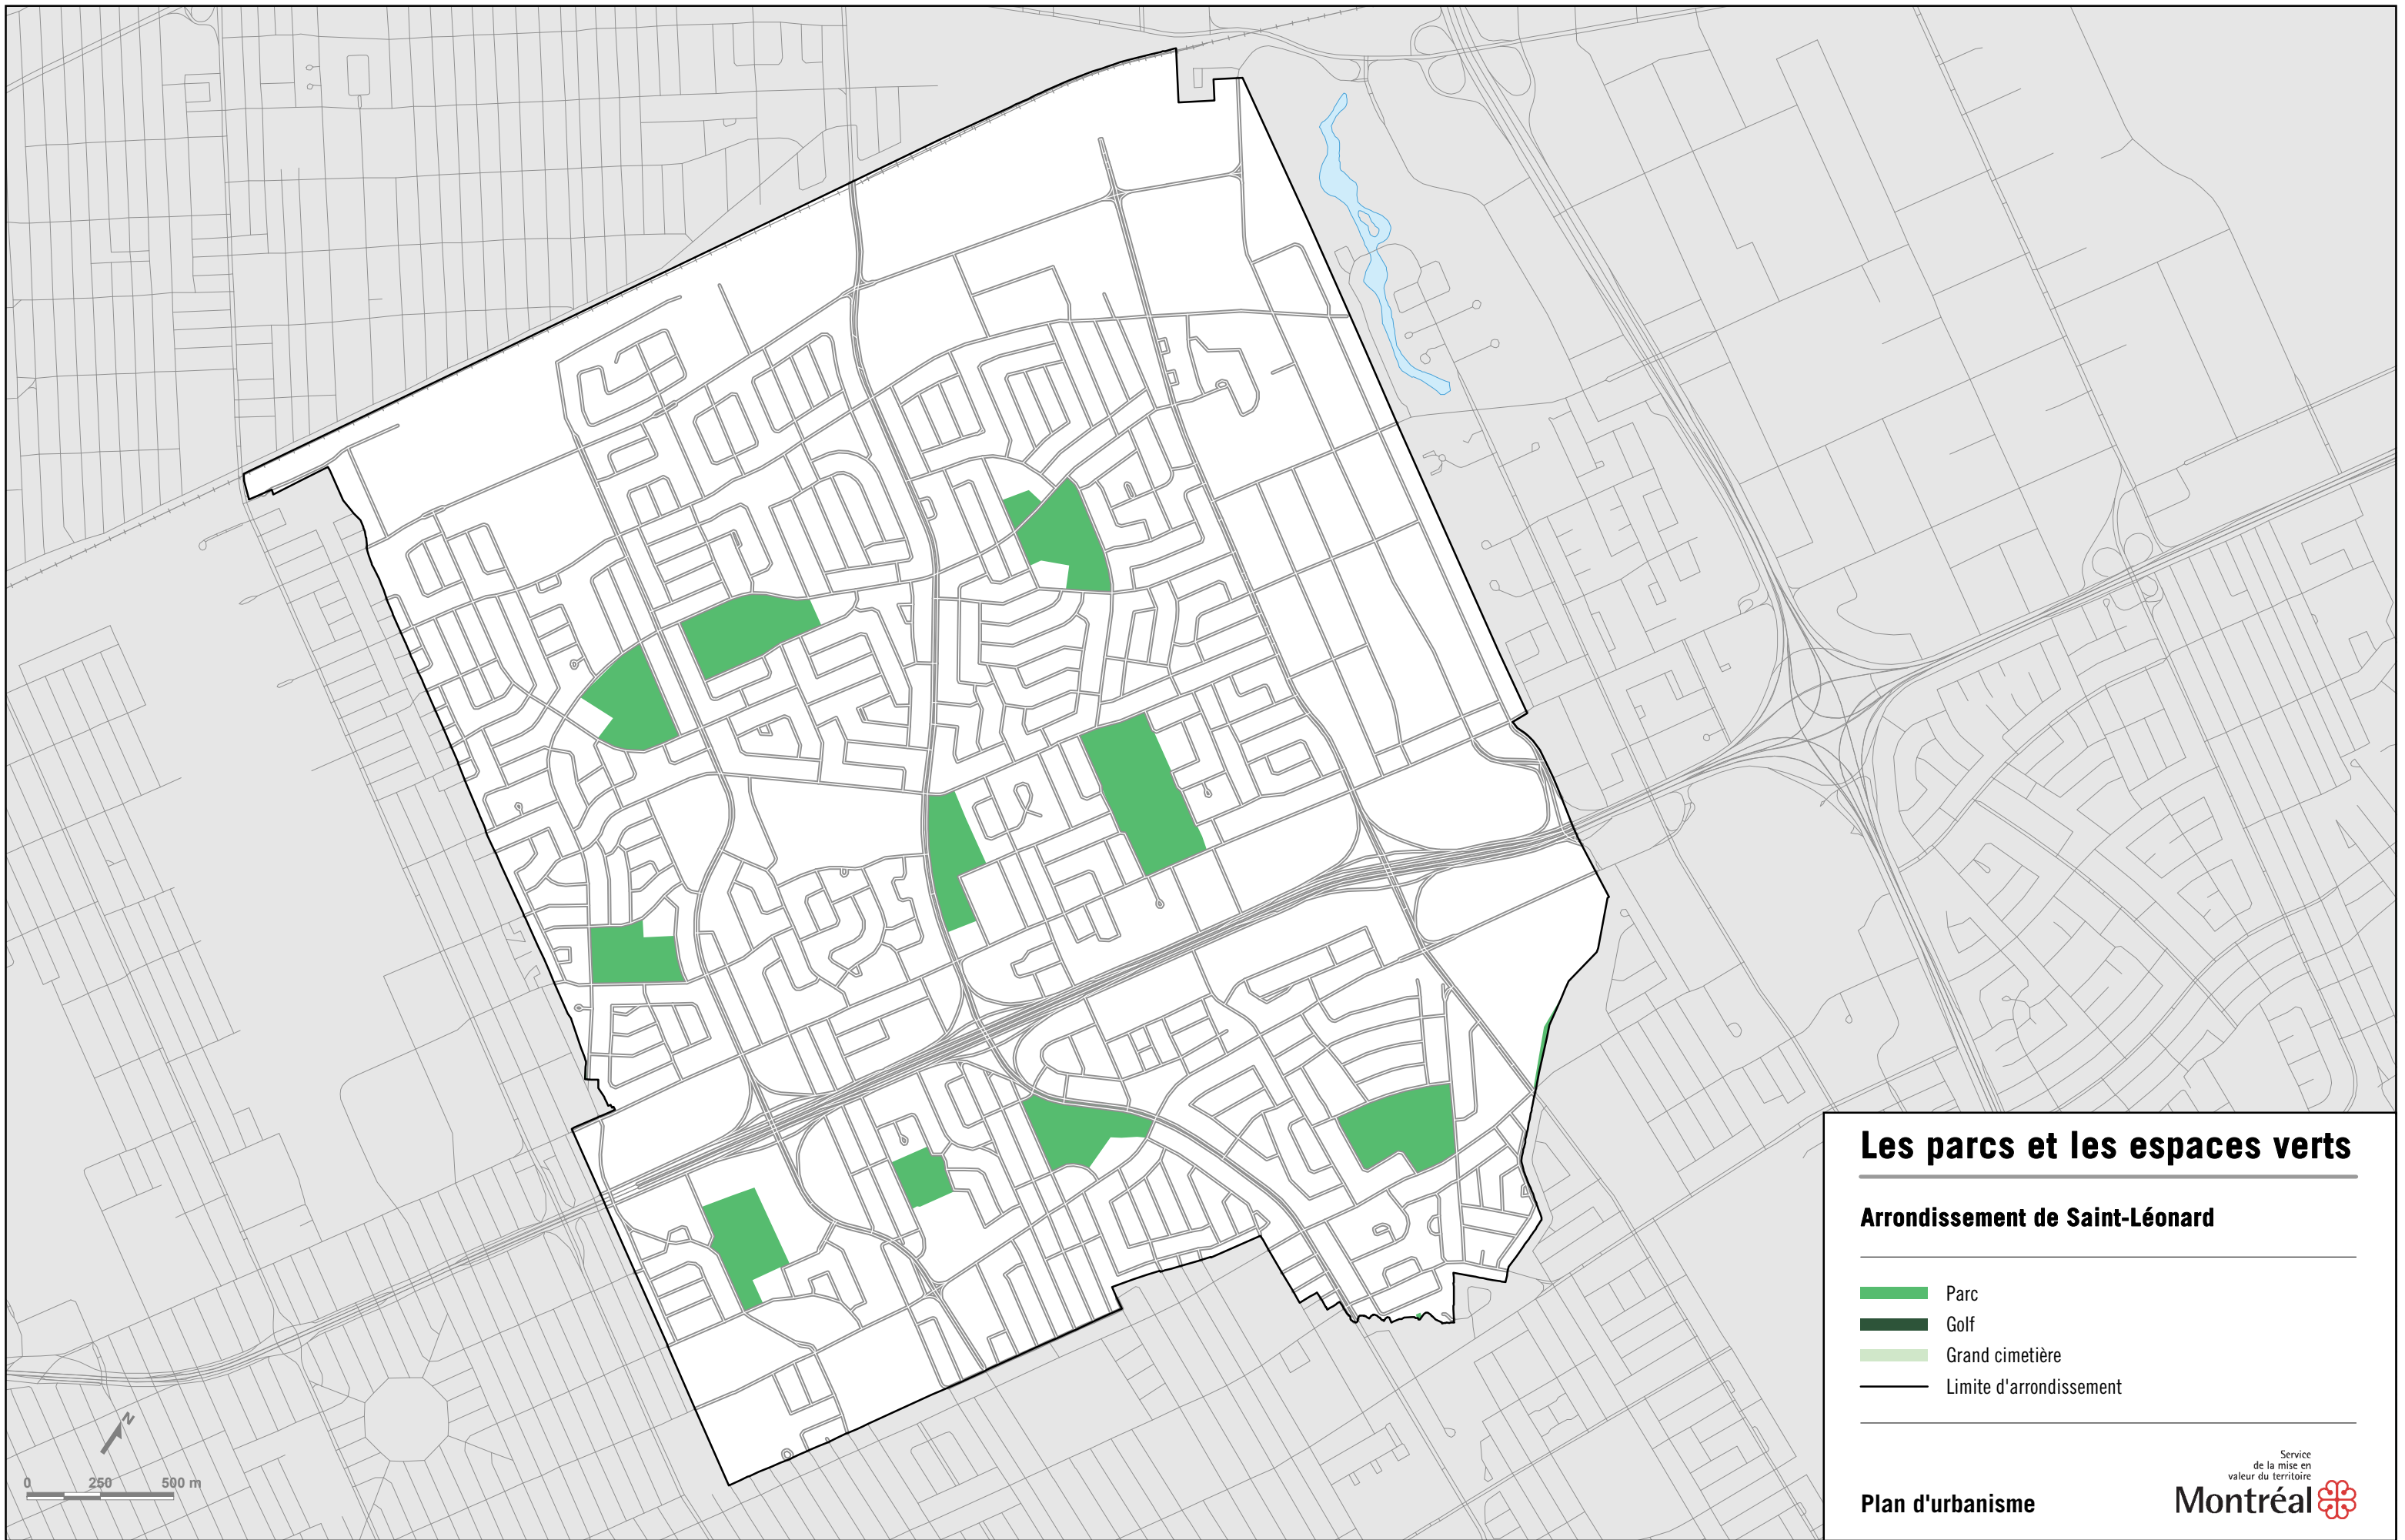 Les parcs et les espaces verts
Arrondissement de Saint-Léonard
Parc
Golf
Grand cimetière
Limite d'arrondissement
Service
de la mise en
valeur du territoire
Plan d'urbanisme
Montréal
N
0 250 500 m